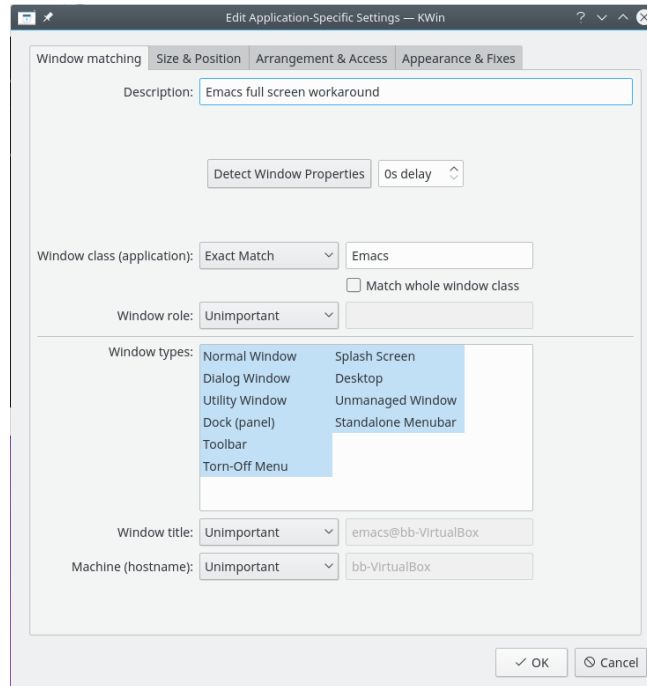 Edit Application-Specific Settings — KWin
Window matching Size & Position Arrangement & Access Appearance & Fixes
Description: Emacs full screen workaround
Detect Window Properties 0s delay
Window class (application): Exact Match Emacs
Match whole window class
Window role: Unimportant
Window types: Normal Window Splash Screen
Dialog Window Desktop
Utility Window Unmanaged Window
Dock (panel) Standalone Menubar
Toolbar
Torn-Off Menu
Window title: Unimportant emacs@bb-VirtualBox
Machine (hostname): Unimportant bb-VirtualBox
OK Cancel